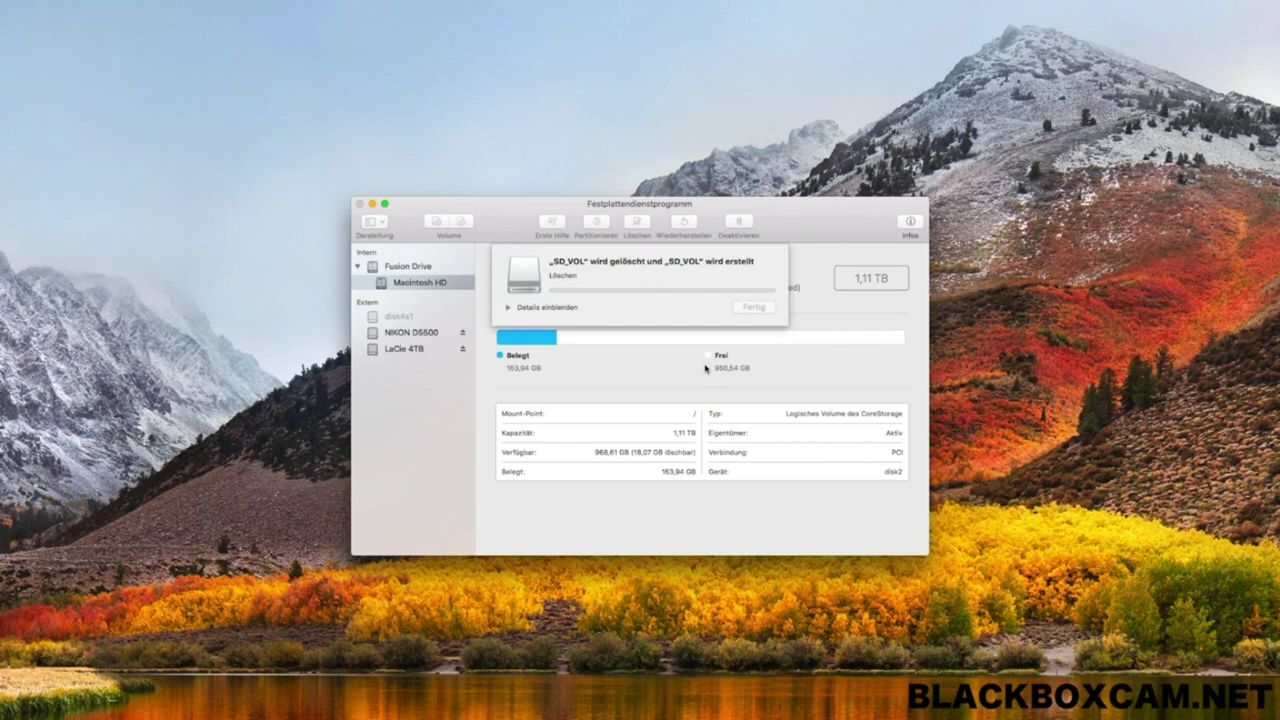 Festplattendienstprogramm
Darstellung Volume Erste Hilfe Partitionieren Löschen Wiederherstellen Deaktivieren Infos
Intern
Fusion Drive
Macintosh HD
Extern
disk4s1
NIKON D5500
LaCie 4TB
„SD_VOL“ wird gelöscht und „SD_VOL“ wird erstellt
Löschen
Details einblenden
Fertig
1,11 TB
Belegt
163,94 GB
Frei
950,54 GB
Mount-Point: /
Kapazität: 1,11 TB
Verfügbar: 968,61 GB (18,07 GB löschbar)
Belegt: 163,94 GB
Typ: Logisches Volume des CoreStorage
Eigentümer: Aktiv
Verbindung: PCI
Gerät: disk2
BLACKBOXCAM.NET